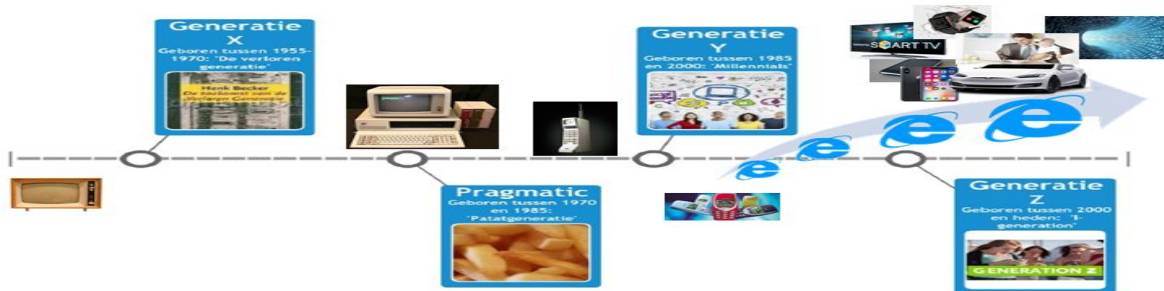 Generatie
X
Geboren tussen 1955-
1970: 'De verloren
generatie'
Henk Becker
De toekomst van de
Verloren Generatie
Pragmatic
Geboren tussen 1970
en 1985:
'Patatgeneratie'
Generatie
Y
Geboren tussen 1985
en 2000: 'Millennials'
SMART TV
Generatie
Z
Geboren tussen 2000
en heden: 'I-
generation'
GENERATION Z